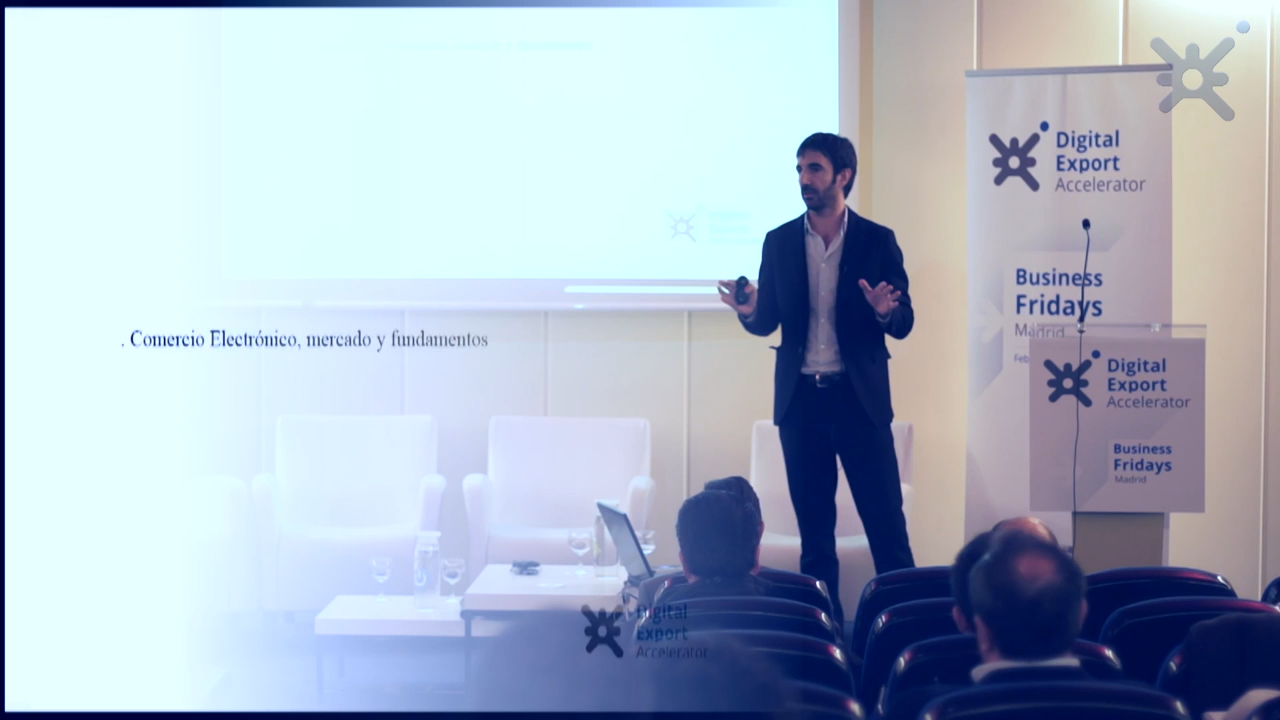 . Comercio Electrónico, mercado y fundamentos
Digital
Export
Accelerator
Business
Fridays
Madrid
Feb
Digital
Export
Accelerator
Business
Fridays
Madrid
Digital
Export
Accelerator